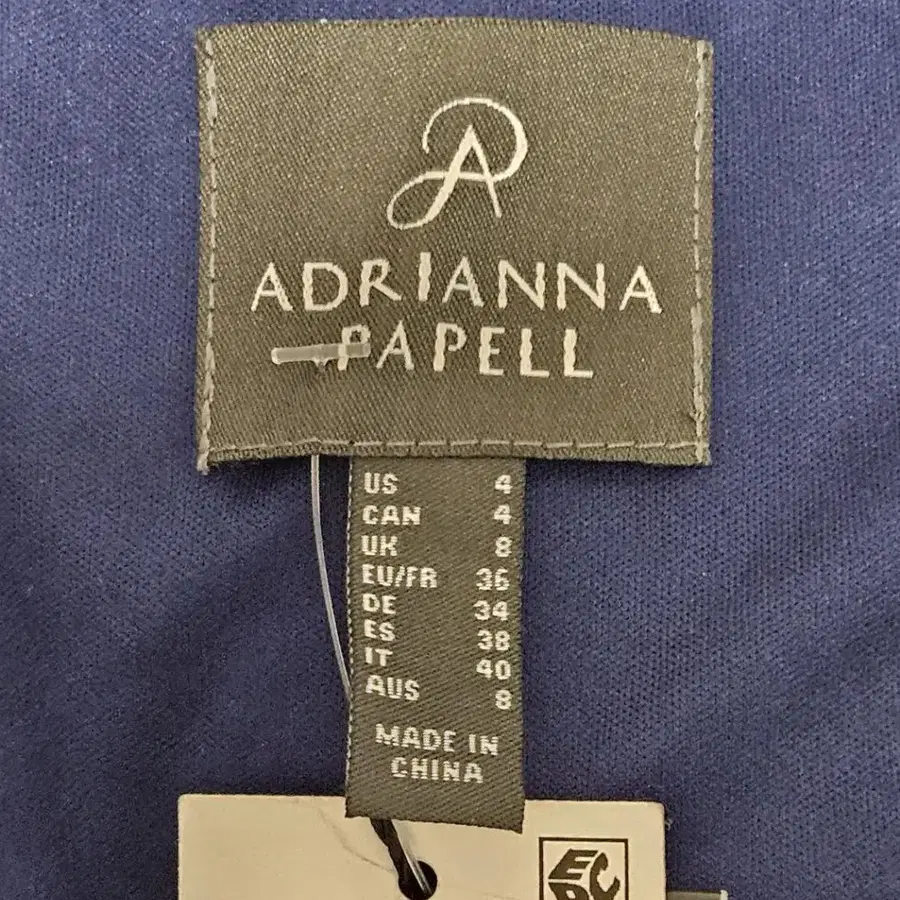 ADRIANNA
PAPELL
US 4
CAN 4
UK 8
EU/FR 36
DE 34
ES 38
IT 40
AUS 8
MADE IN
CHINA